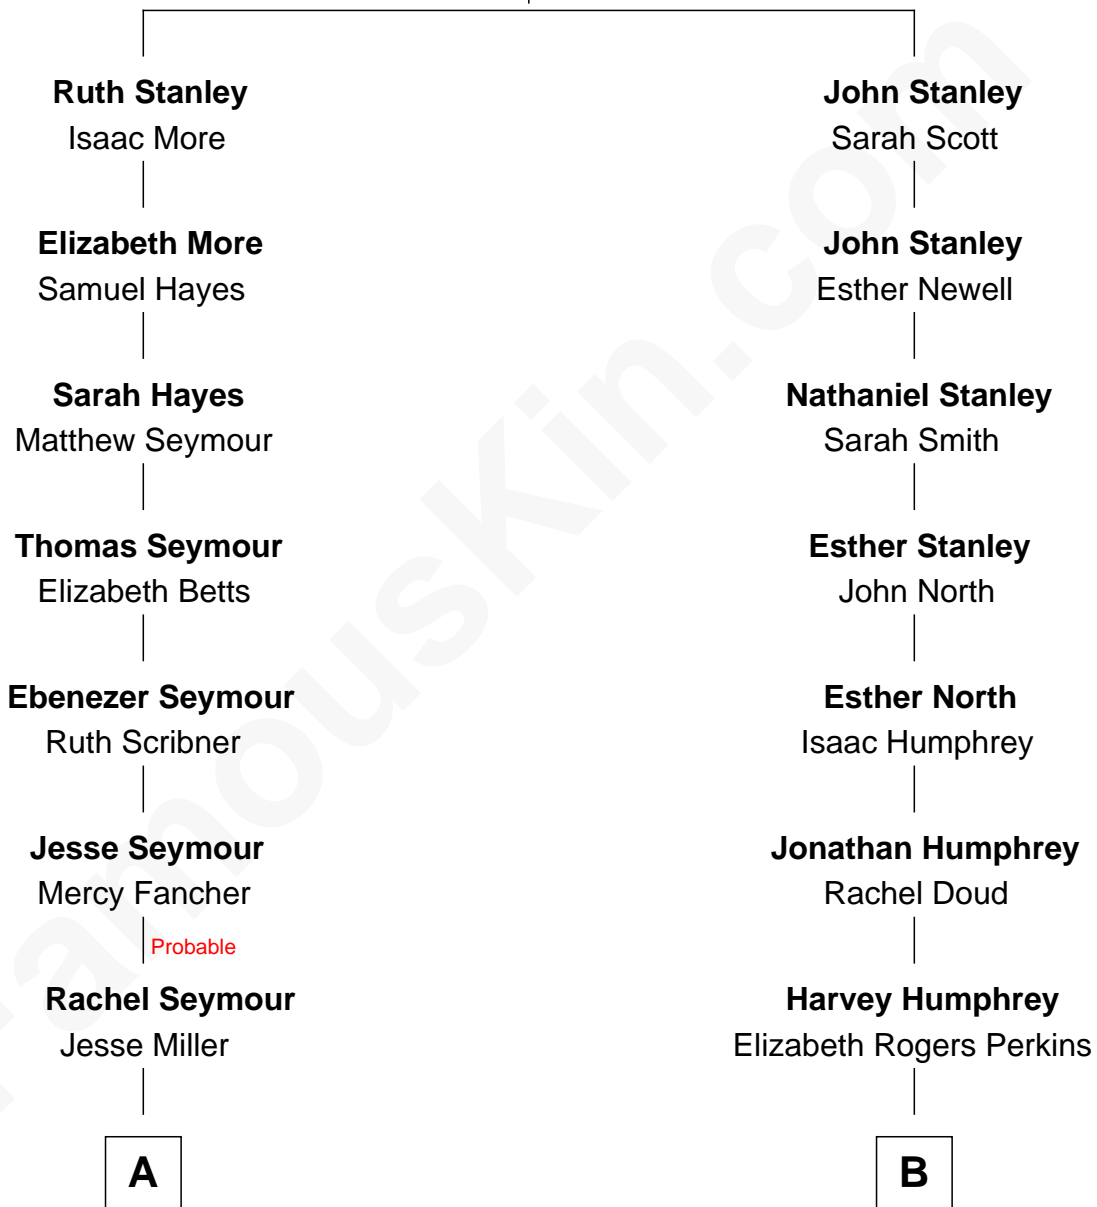 Ruth Stanley
Isaac More
John Stanley
Sarah Scott
Elizabeth More
Samuel Hayes
John Stanley
Esther Newell
Sarah Hayes
Matthew Seymour
Nathaniel Stanley
Sarah Smith
Thomas Seymour
Elizabeth Betts
Esther Stanley
John North
Ebenezer Seymour
Ruth Scribner
Esther North
Isaac Humphrey
Jesse Seymour
Mercy Fancher
Jonathan Humphrey
Rachel Doud
Probable
Rachel Seymour
Jesse Miller
Harvey Humphrey
Elizabeth Rogers Perkins
A
B
FamousKin.com